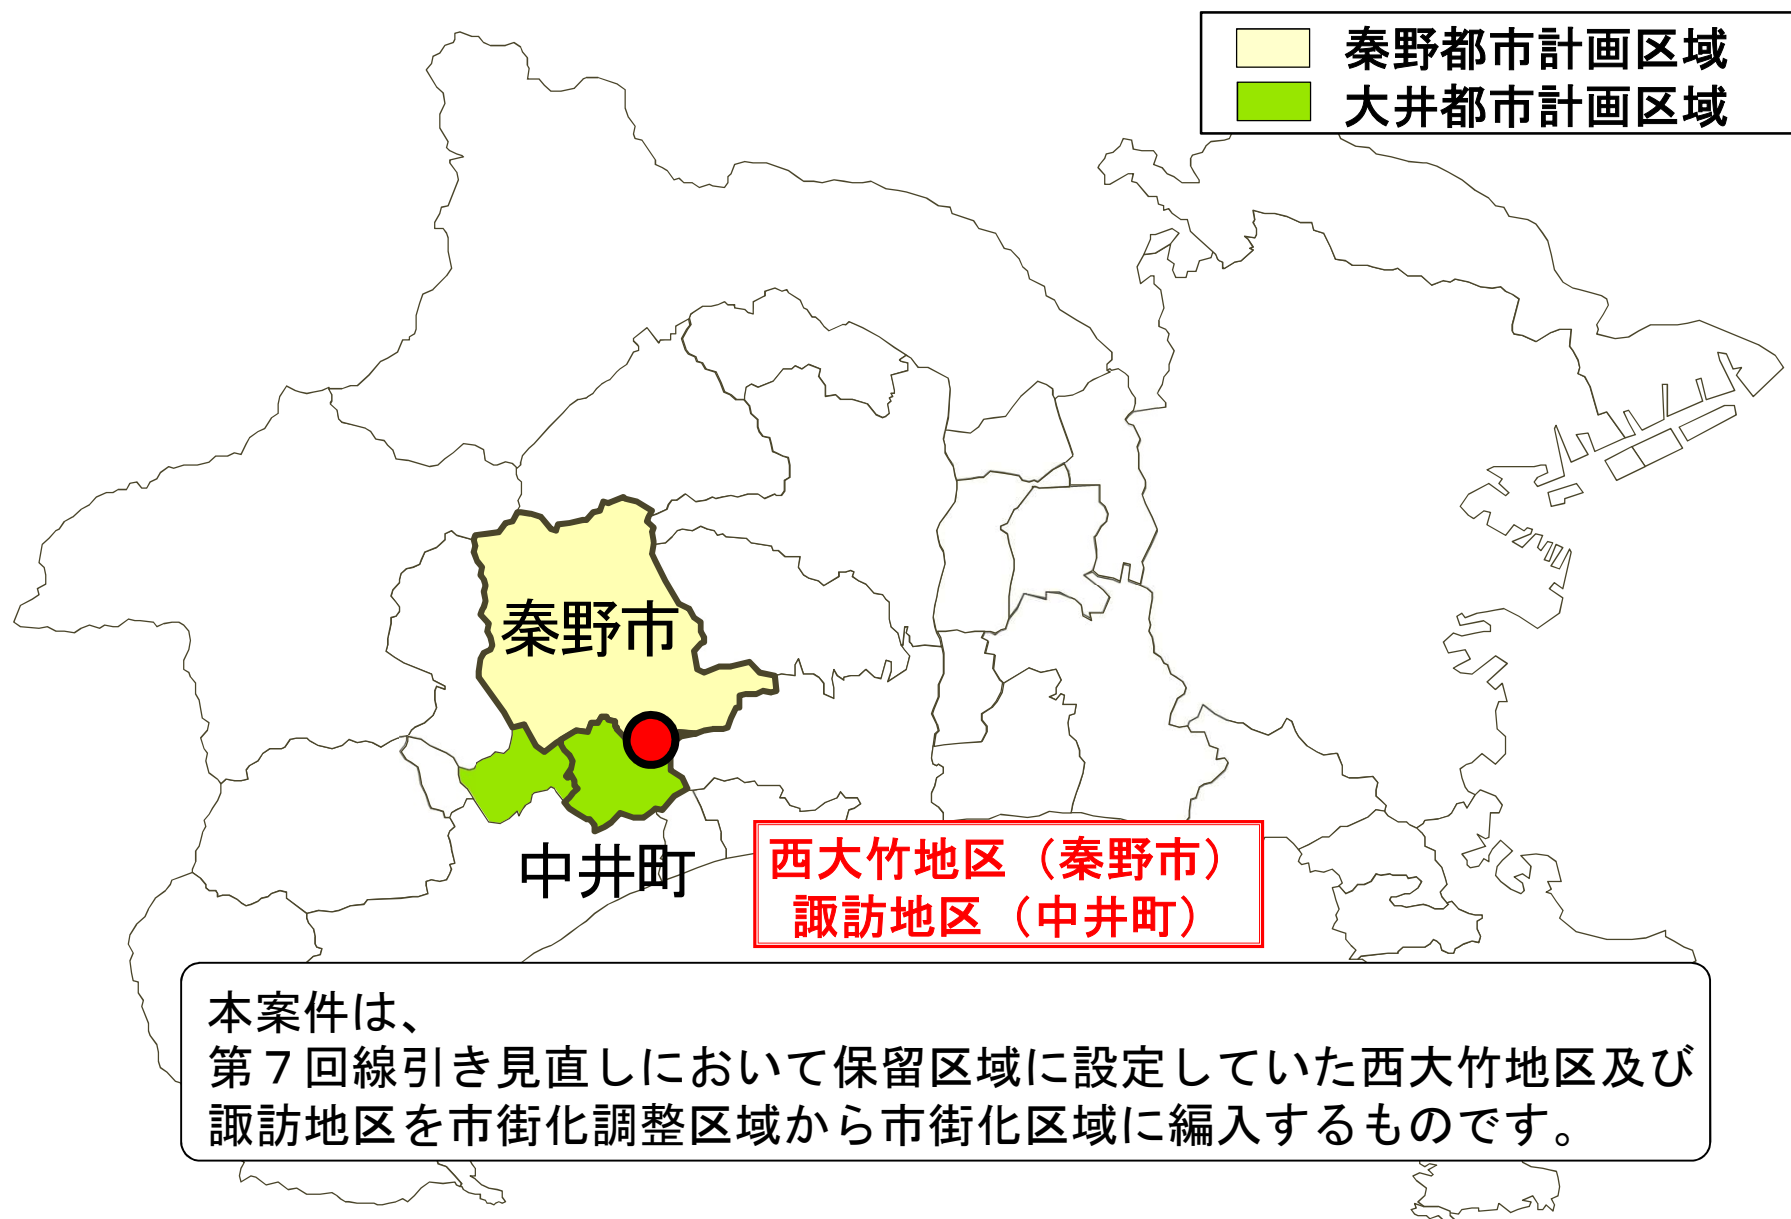 秦野都市計画区域
大井都市計画区域
秦野市
中井町
西大竹地区（秦野市）
諏訪地区（中井町）
本案件は、
第７回線引き見直しにおいて保留区域に設定していた西大竹地区及び
諏訪地区を市街化調整区域から市街化区域に編入するものです。